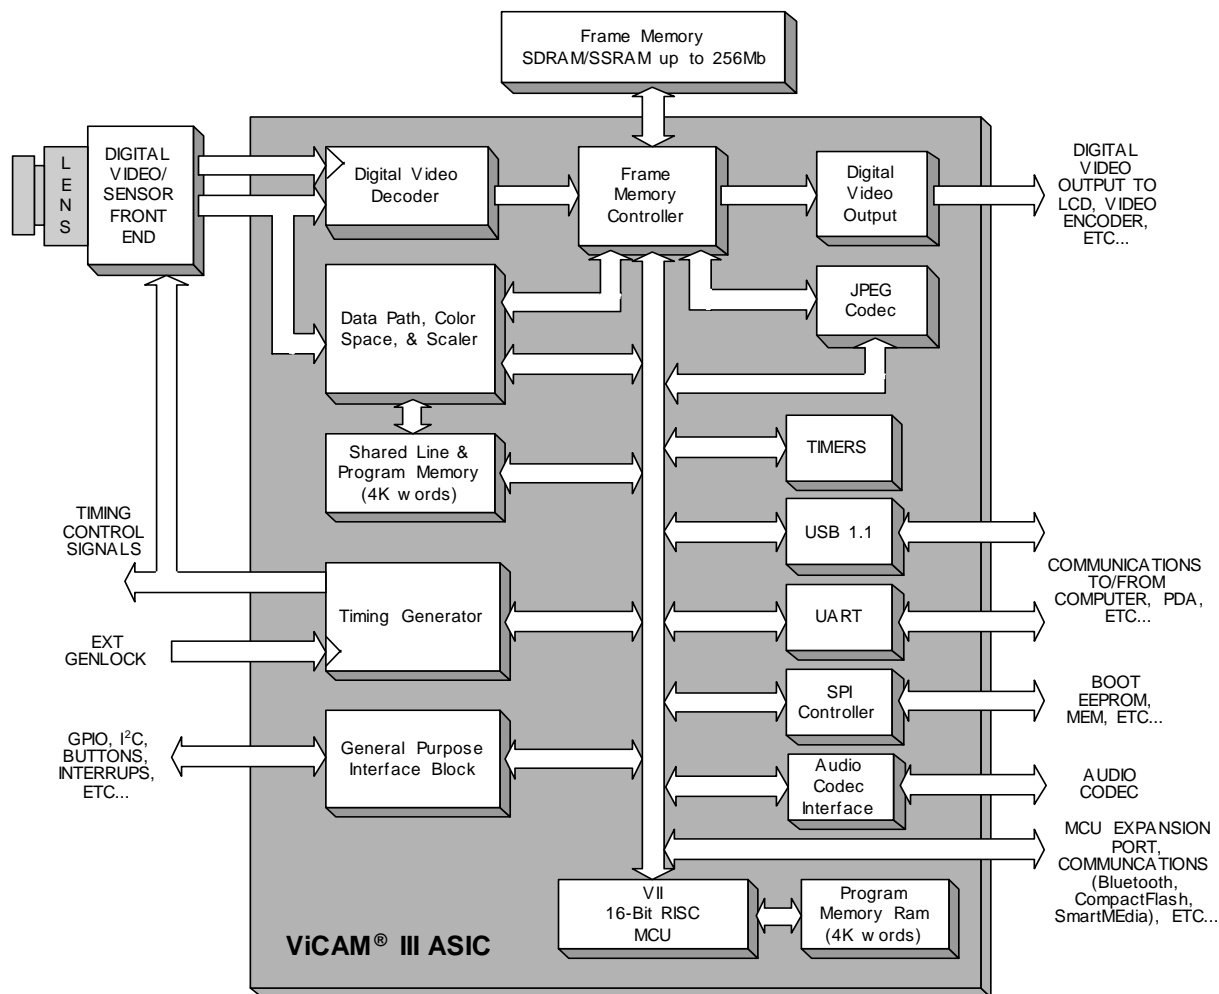 Frame Memory
SDRAM/SSRAM up to 256Mb
L
E
N
S
DIGITAL
VIDEO/
SENSOR
FRONT
END
Digital Video
Decoder
Frame
Memory
Controller
Digital
Video
Output
DIGITAL
VIDEO
OUTPUT TO
LCD, VIDEO
ENCODER,
ETC...
Data Path, Color
Space, & Scaler
JPEG
Codec
Shared Line &
Program Memory
(4K words)
TIMERS
TIMING
CONTROL
SIGNALS
USB 1.1
COMMUNICATIONS
TO/FROM
COMPUTER, PDA,
ETC...
Timing Generator
UART
EXT
GENLOCK
SPI
Controller
BOOT
EEPROM,
MEM, ETC...
GPIO, I²C,
BUTTONS,
INTERRUPS,
ETC...
General Purpose
Interface Block
Audio
Codec
Interface
AUDIO
CODEC
MCU EXPANSION
PORT,
COMMUNCATIONS
(Bluetooth,
CompactFlash,
SmartMEdia), ETC...
VII
16-Bit RISC
MCU
Program
Memory Ram
(4K words)
ViCAM® III ASIC